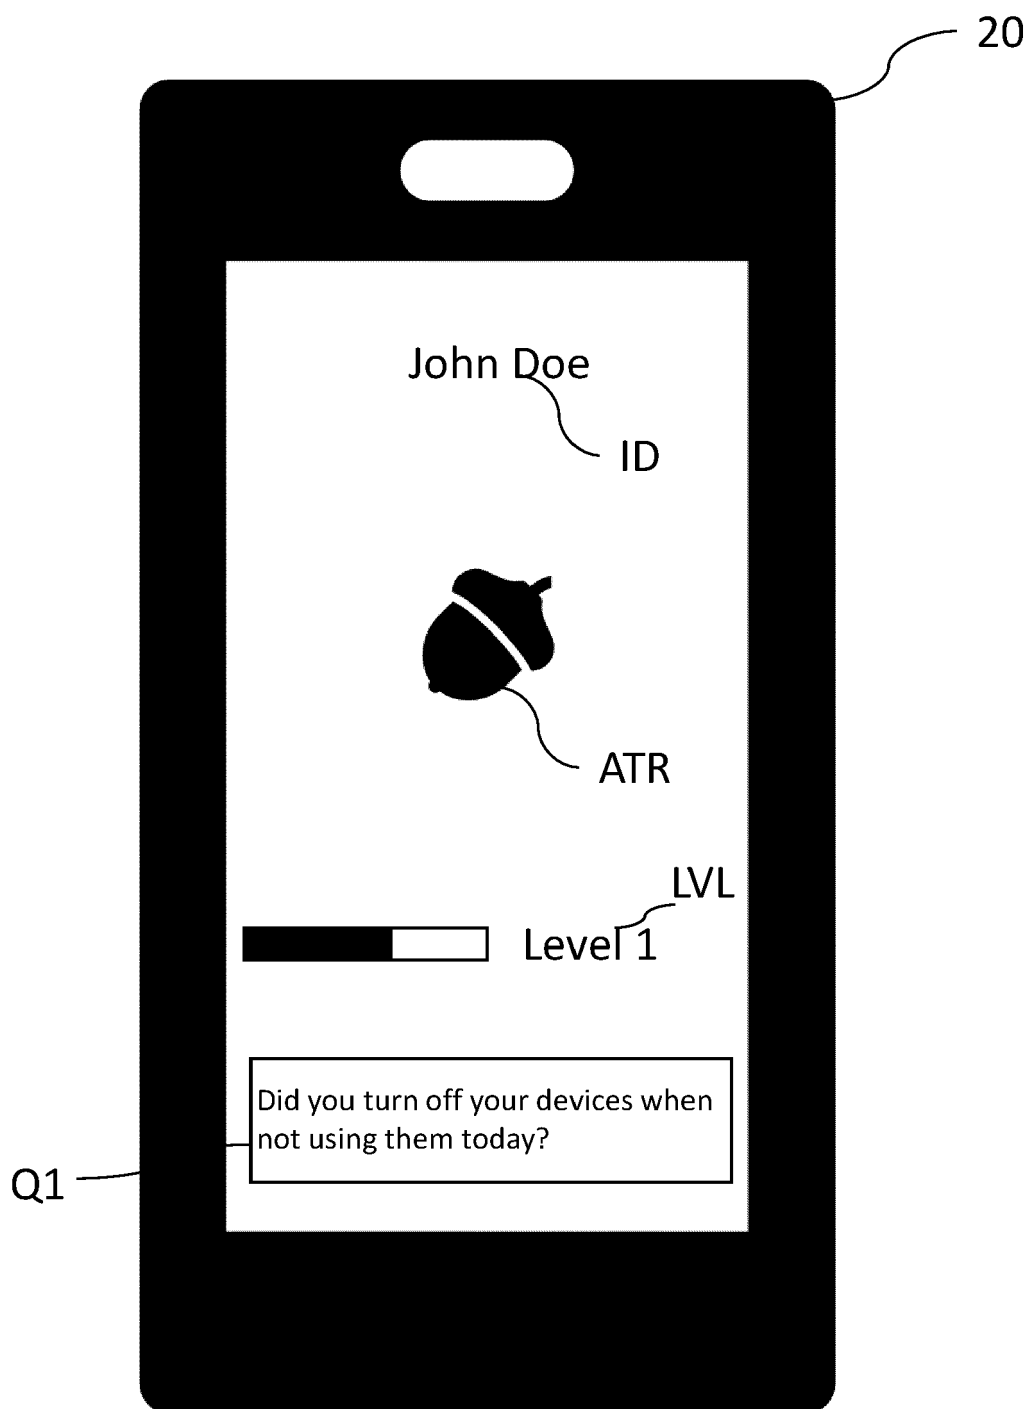 20
John Doe
ID
ATR
LVL
Level 1
Did you turn off your devices when
not using them today?
Q1